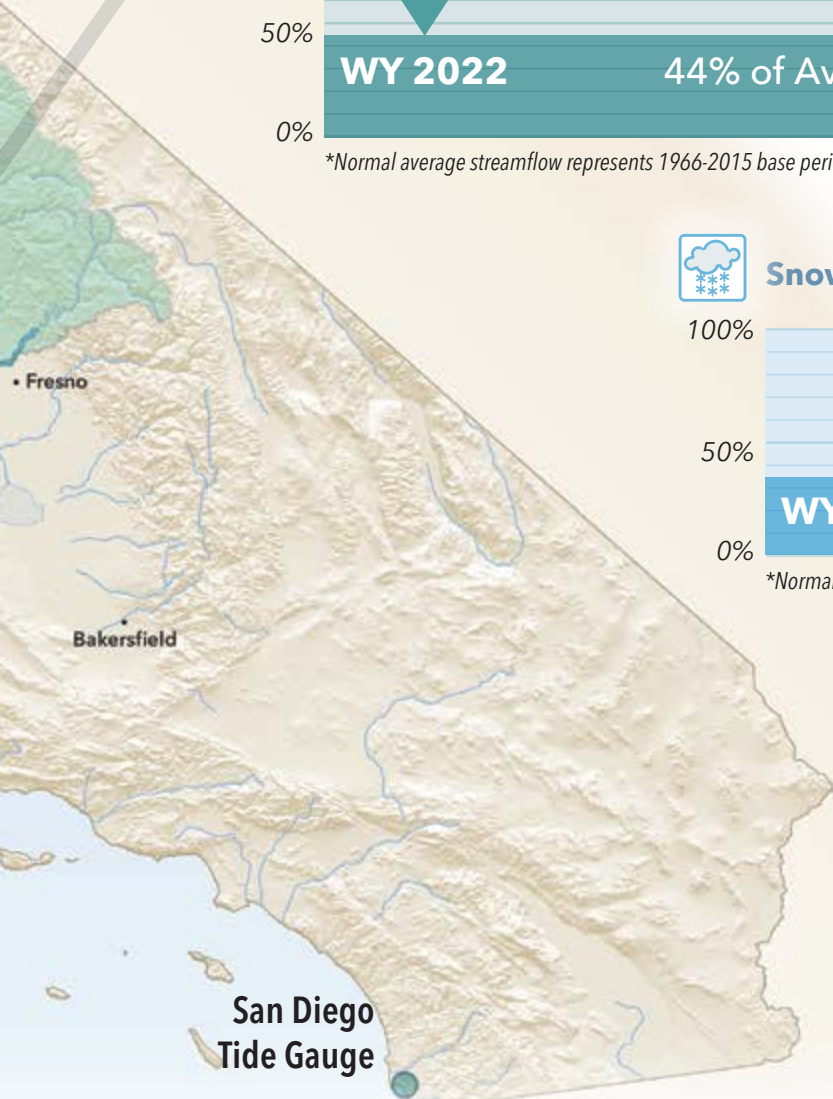 50%
WY 2022 44% of Av
0%
*Normal average streamflow represents 1966-2015 base peri
Snow
100%
• Fresno
50%
WY
0%
*Normal
Bakersfield
San Diego
Tide Gauge